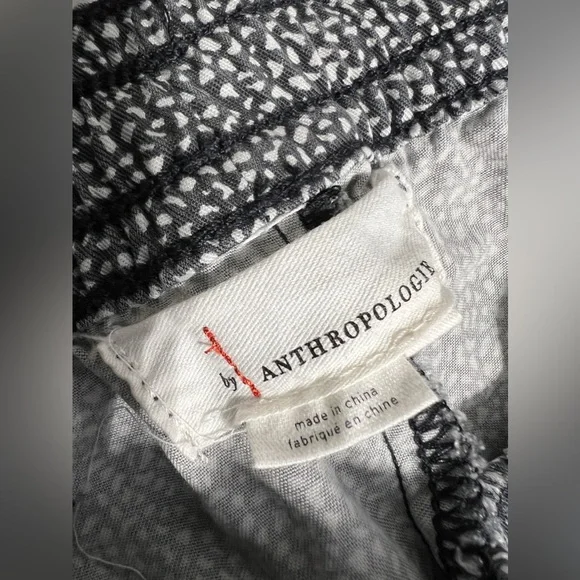 by ANTHROPOLOGIE
made in china
fabriqué en chine